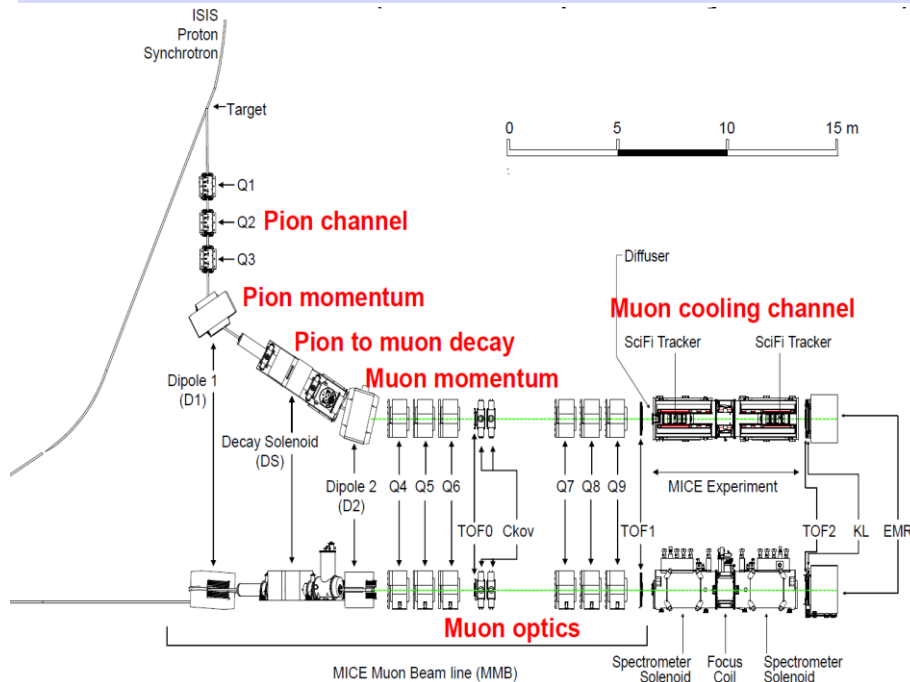 ISIS
Proton
Synchrotron
Target
0 5 10 15 m
Q1
Q2
Pion channel
Q3
Diffuser
Pion momentum
Muon cooling channel
Pion to muon decay
SciFi Tracker
SciFi Tracker
Muon momentum
Dipole 1
(D1)
Decay Solenoid
(DS)
Dipole 2
(D2)
Q4
Q5
Q6
TOF0
Ckov
Q7
Q8
Q9
TOF1
MICE Experiment
TOF2
KL
EMR
Muon optics
MICE Muon Beam line (MMB)
Spectrometer
Solenoid
Focus
Coil
Spectrometer
Solenoid